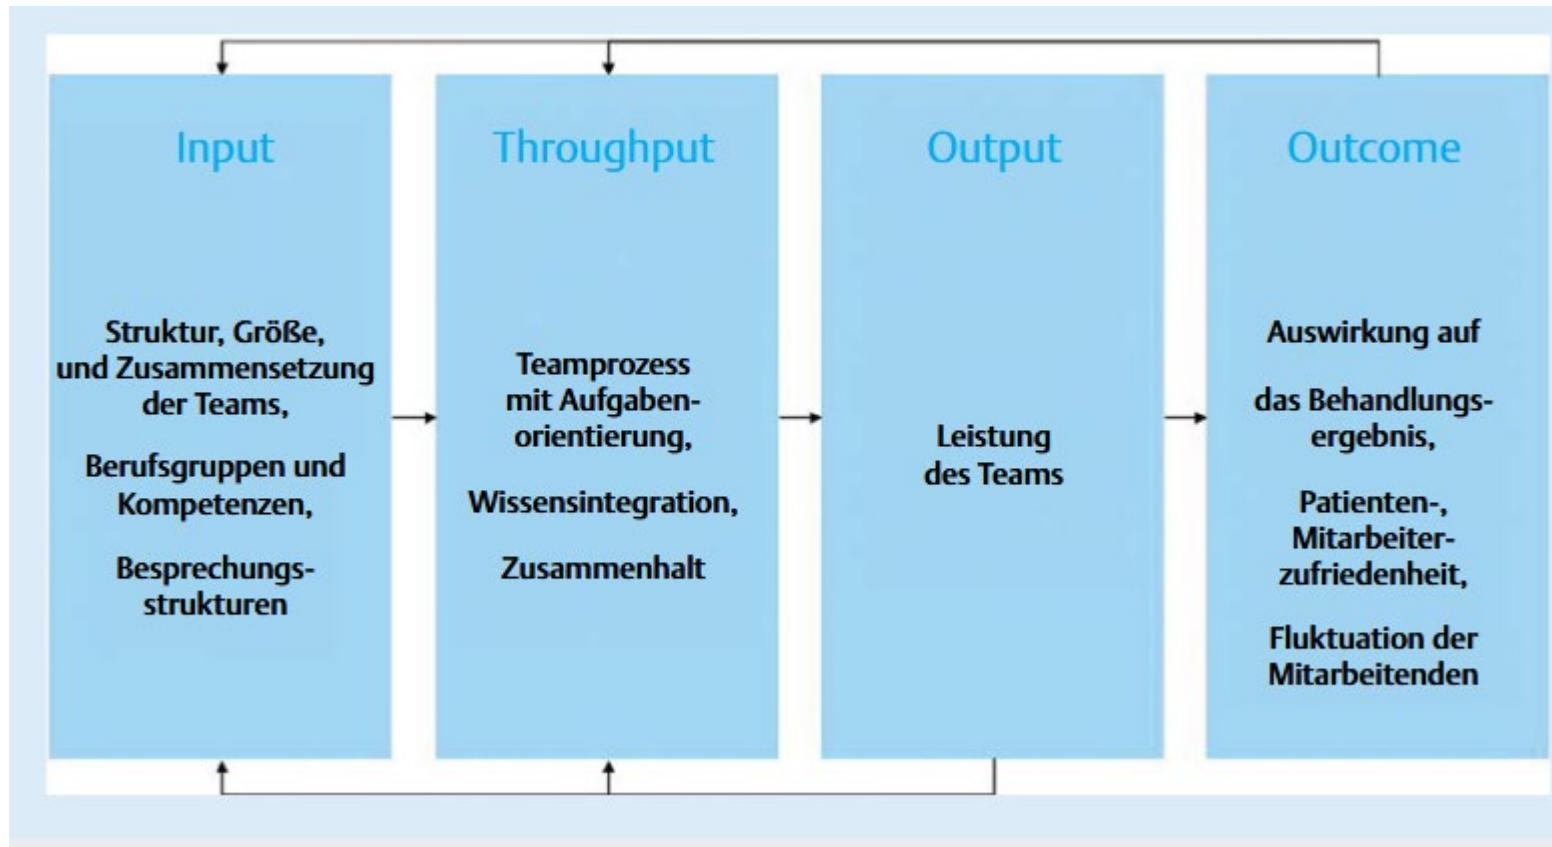 Input
Struktur, Größe,
und Zusammensetzung
der Teams,
Berufsgruppen und
Kompetenzen,
Besprechungs-
strukturen
Throughput
Teamprozess
mit Aufgaben-
orientierung,
Wissensintegration,
Zusammenhalt
Output
Leistung
des Teams
Outcome
Auswirkung auf
das Behandlungs-
ergebnis,
Patienten-,
Mitarbeiter-
zufriedenheit,
Fluktuation der
Mitarbeitenden